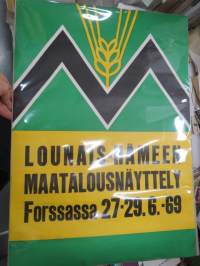 LOUNAIS-HÄMEEN
MAATALOUSNÄYTTELY
Forssassa 27-29.6.-69